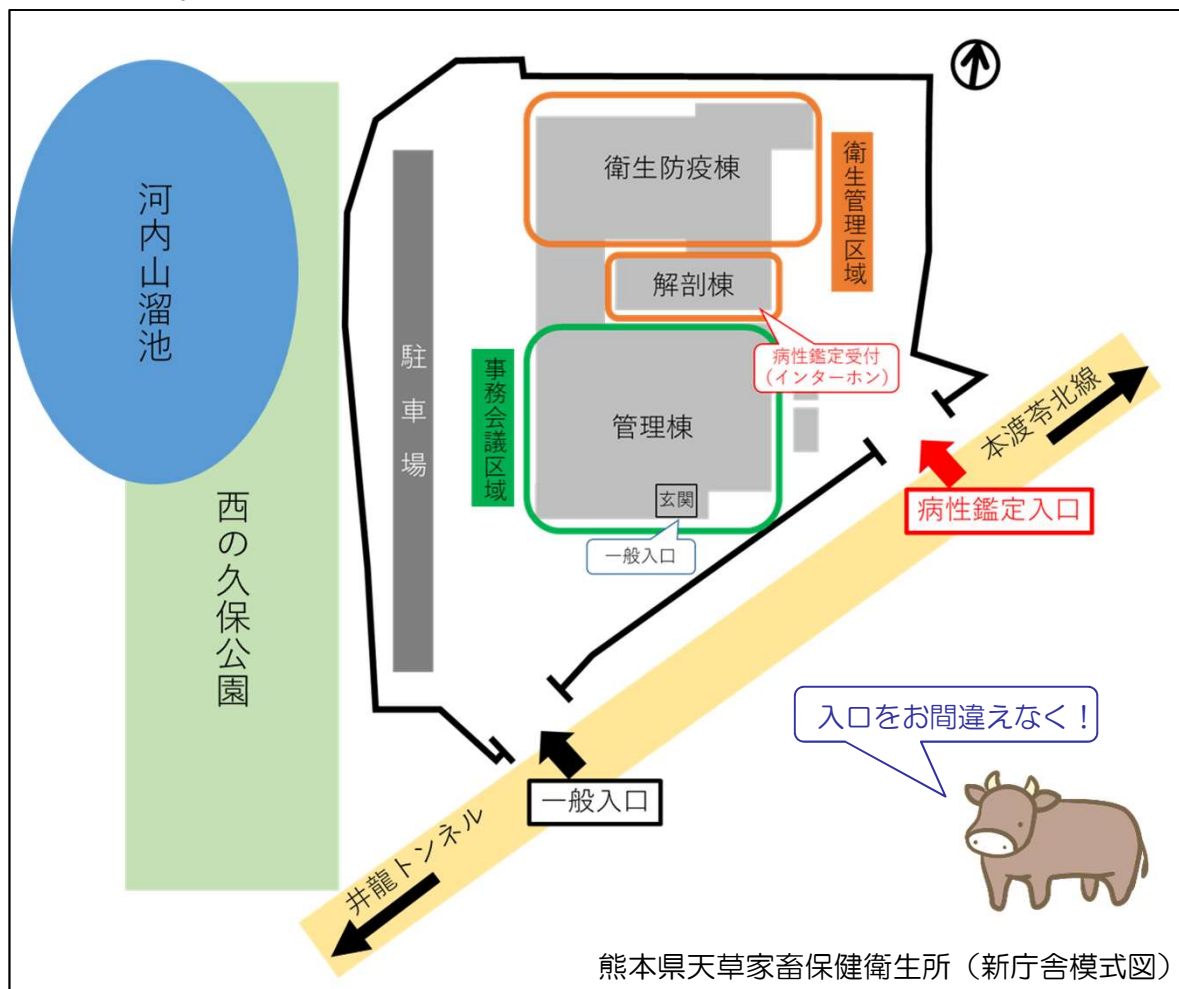 河内山溜池
西の久保公園
駐車場
衛生防疫棟
衛生管理区域
解剖棟
病性鑑定受付
(インターホン)
事務会議区域
管理棟
玄関
一般入口
本渡苓北線
病性鑑定入口
入口をお間違えなく！
一般入口
井龍トンネル
熊本県天草家畜保健衛生所（新庁舎模式図）